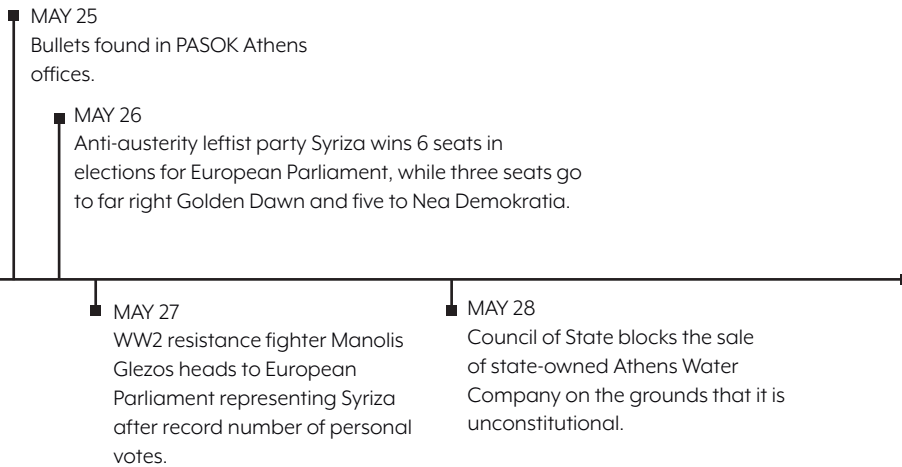 MAY 25
Bullets found in PASOK Athens
offices.
MAY 26
Anti-austerity leftist party Syriza wins 6 seats in
elections for European Parliament, while three seats go
to far right Golden Dawn and five to Nea Demokratia.
MAY 27
WW2 resistance fighter Manolis
Glezos heads to European
Parliament representing Syriza
after record number of personal
votes.
MAY 28
Council of State blocks the sale
of state-owned Athens Water
Company on the grounds that it is
unconstitutional.